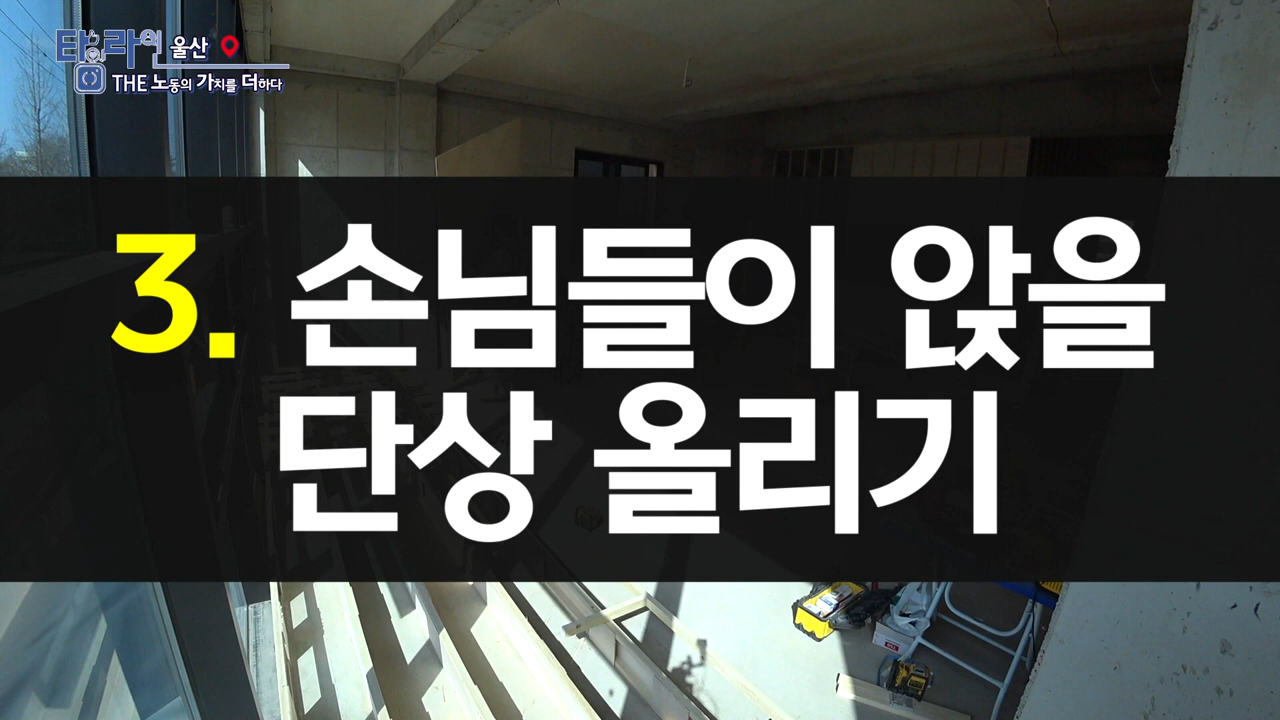 타임라인 울산
THE 노동의 가치를 더하다
3. 손님들이 앉을
단상 올리기